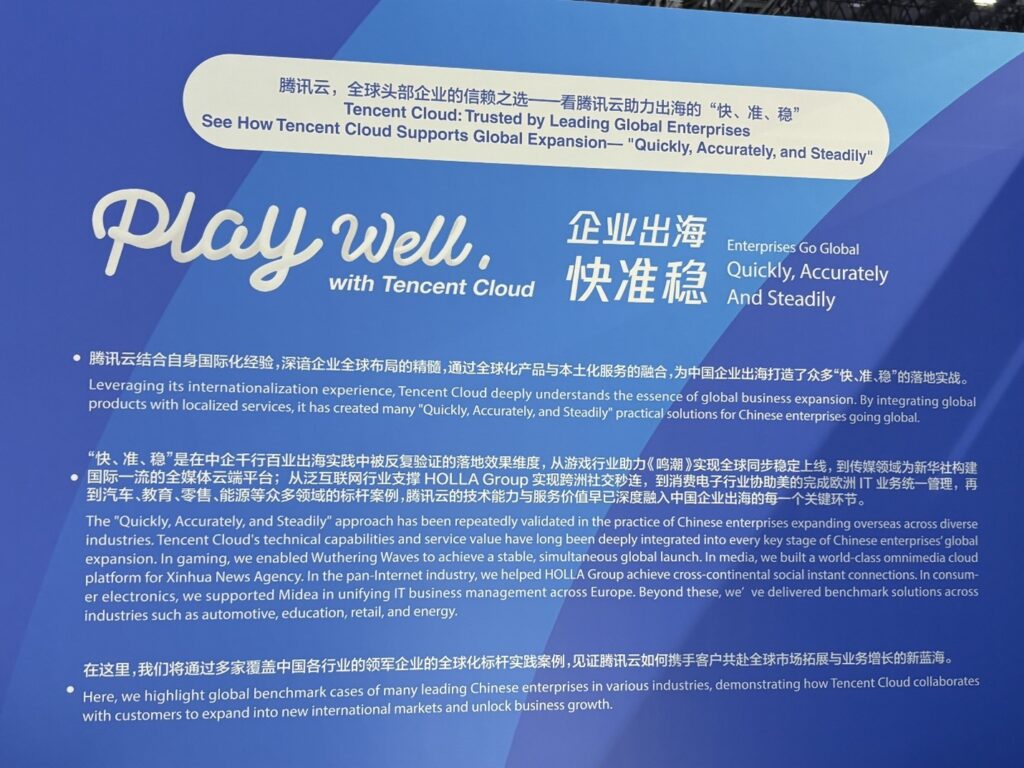 腾讯云，全球头部企业的信赖之选——看腾讯云助力出海的“快、准、稳”
Tencent Cloud: Trusted by Leading Global Enterprises
See How Tencent Cloud Supports Global Expansion— "Quickly, Accurately, and Steadily"
Play Well,
with Tencent Cloud
企业出海
快准稳
Enterprises Go Global
Quickly, Accurately
And Steadily
• 腾讯云结合自身国际化经验，深谙企业全球布局的精髓，通过全球化产品与本土化服务的融合，为中国企业出海打造了众多“快、准、稳”的落地实战。
Leveraging its internationalization experience, Tencent Cloud deeply understands the essence of global business expansion. By integrating global
products with localized services, it has created many "Quickly, Accurately, and Steadily" practical solutions for Chinese enterprises going global.
“快、准、稳”是在中企千行百业出海实践中被反复验证的落地效果维度，从游戏行业助力《鸣潮》实现全球同步稳定上线，到传媒领域为新华社构建
• 国际一流的全媒体云端平台；从泛互联网行业支撑 HOLLA Group 实现跨洲社交秒连，到消费电子行业协助美的完成欧洲 IT 业务统一管理，再
到汽车、教育、零售、能源等众多领域的标杆案例，腾讯云的技术能力与服务价值早已深度融入中国企业出海的每一个关键环节。
The "Quickly, Accurately, and Steadily" approach has been repeatedly validated in the practice of Chinese enterprises expanding overseas across diverse
industries. Tencent Cloud's technical capabilities and service value have long been deeply integrated into every key stage of Chinese enterprises' global
expansion. In gaming, we enabled Wuthering Waves to achieve a stable, simultaneous global launch. In media, we built a world-class omnimedia cloud
platform for Xinhua News Agency. In the pan-Internet industry, we helped HOLLA Group achieve cross-continental social instant connections. In consum-
er electronics, we supported Midea in unifying IT business management across Europe. Beyond these, we' ve delivered benchmark solutions across
industries such as automotive, education, retail, and energy.
在这里，我们将通过多家覆盖中国各行业的领军企业的全球化标杆实践案例，见证腾讯云如何携手客户共赴全球市场拓展与业务增长的新蓝海。
• Here, we highlight global benchmark cases of many leading Chinese enterprises in various industries, demonstrating how Tencent Cloud collaborates
with customers to expand into new international markets and unlock business growth.